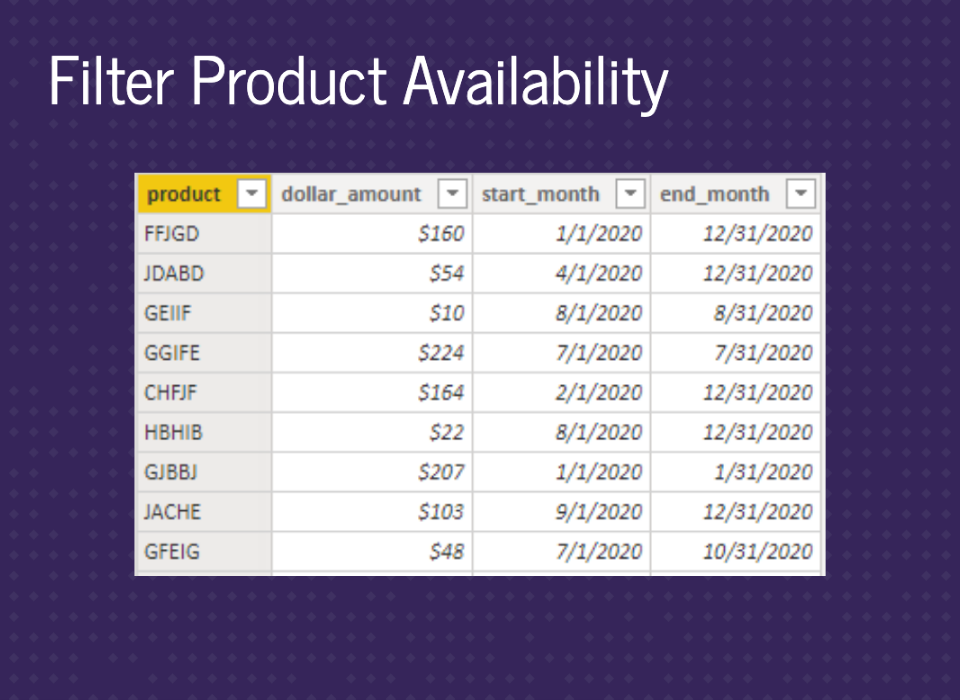 Filter Product Availability
product dollar_amount start_month end_month
FFJGD $160 1/1/2020 12/31/2020
JDABD $54 4/1/2020 12/31/2020
GEIIF $10 8/1/2020 8/31/2020
GGIFE $224 7/1/2020 7/31/2020
CHFJF $164 2/1/2020 12/31/2020
HBHIB $22 8/1/2020 12/31/2020
GJBBJ $207 1/1/2020 1/31/2020
JACHE $103 9/1/2020 12/31/2020
GFEIG $48 7/1/2020 10/31/2020